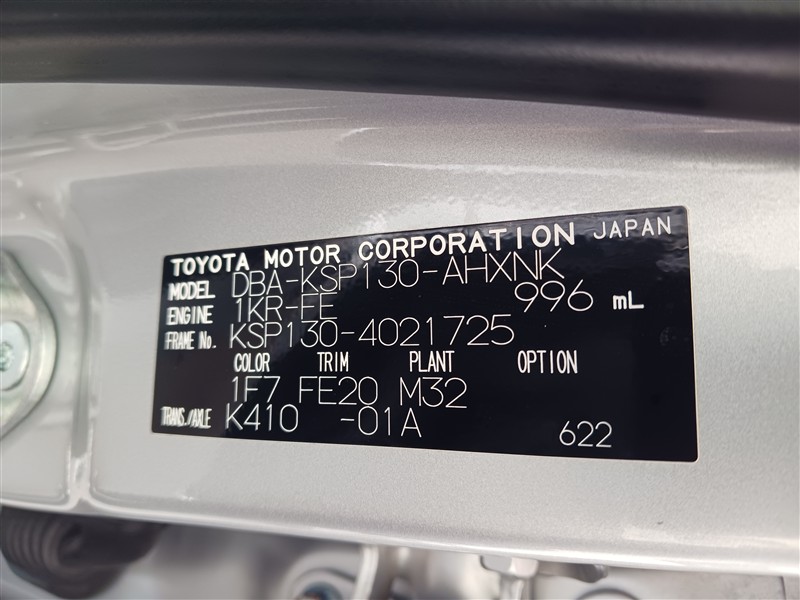 TOYOTA MOTOR CORPORATION JAPAN
MODEL DBA-KSP130-AHXNK
ENGINE 1KR-FE 996 mL
FRAME No. KSP130-4021725
COLOR TRIM PLANT OPTION
1F7 FE20 M32
TRANS./AXLE K410 -01A 622